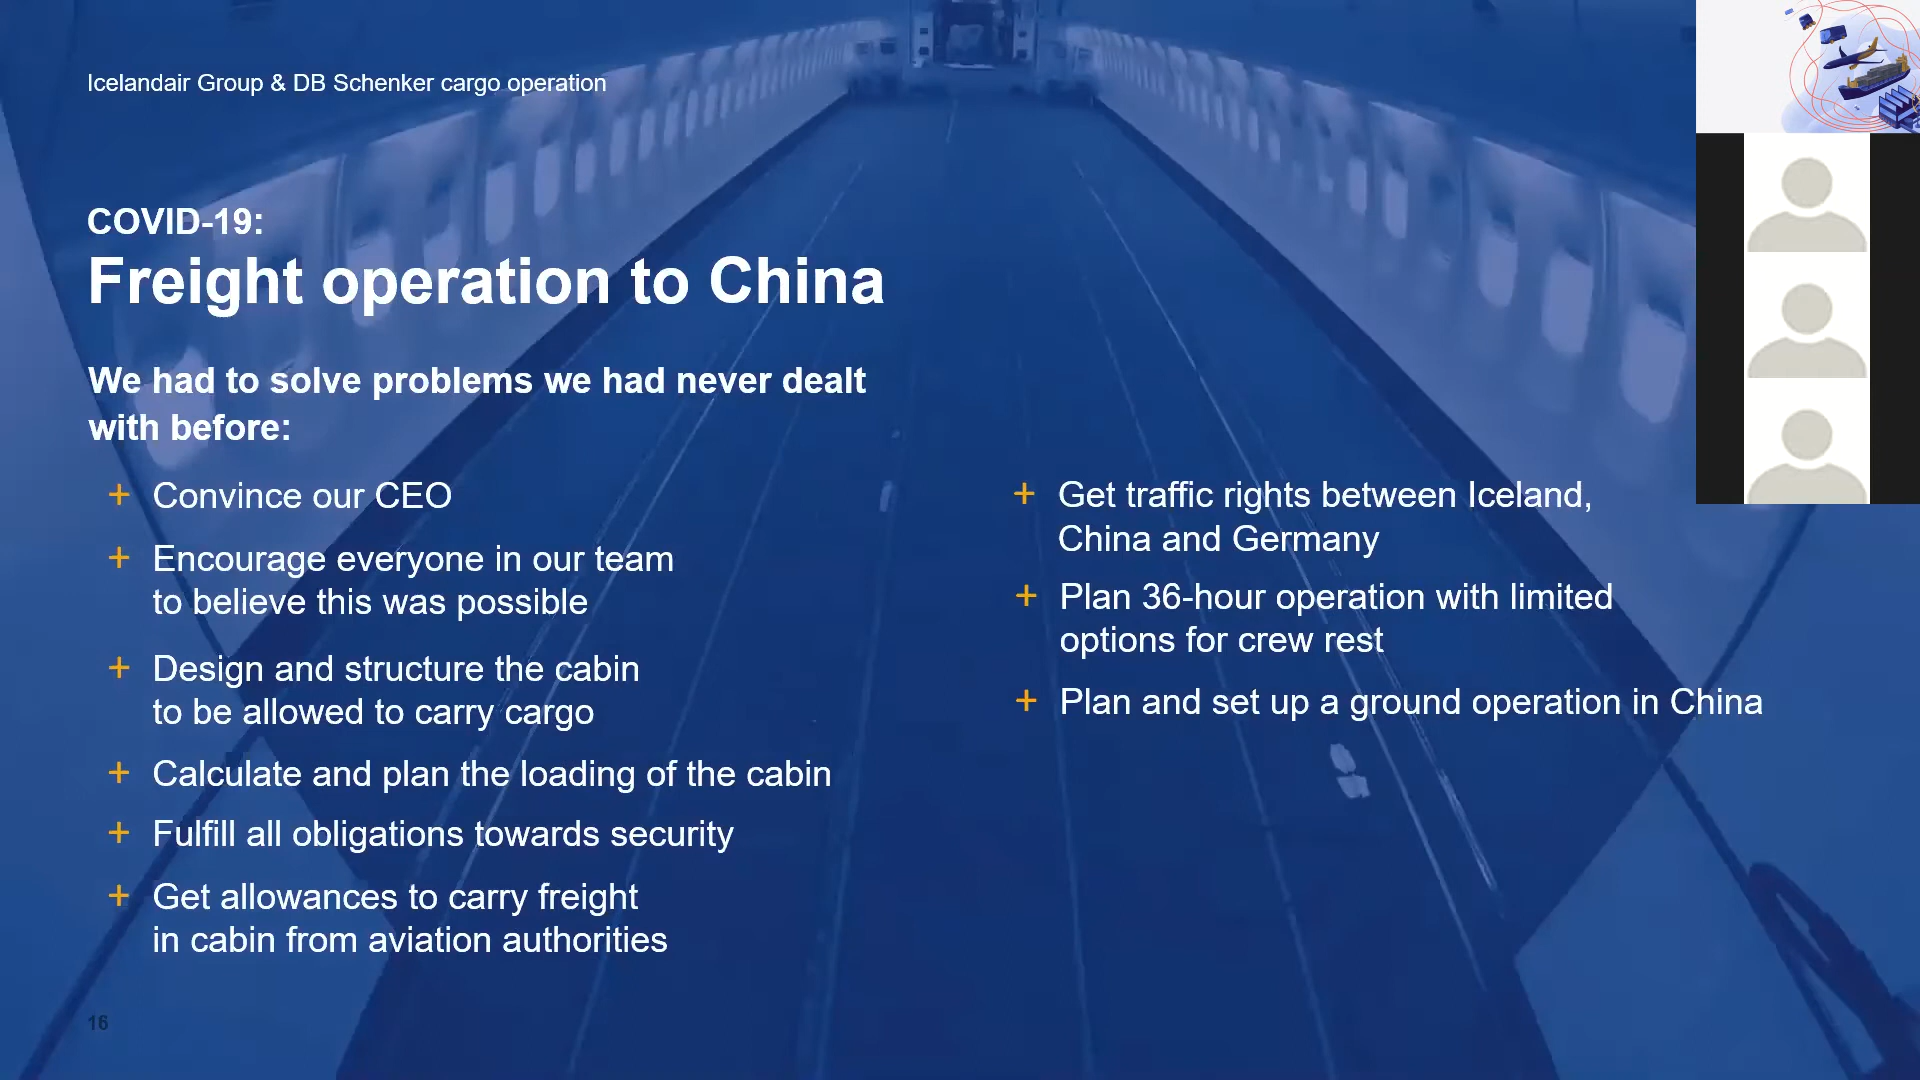 Icelandair Group & DB Schenker cargo operation
COVID-19:
Freight operation to China
We had to solve problems we had never dealt
with before:
+ Convince our CEO
+ Encourage everyone in our team
to believe this was possible
+ Design and structure the cabin
to be allowed to carry cargo
+ Calculate and plan the loading of the cabin
+ Fulfill all obligations towards security
+ Get allowances to carry freight
in cabin from aviation authorities
+ Get traffic rights between Iceland,
China and Germany
+ Plan 36-hour operation with limited
options for crew rest
+ Plan and set up a ground operation in China
16